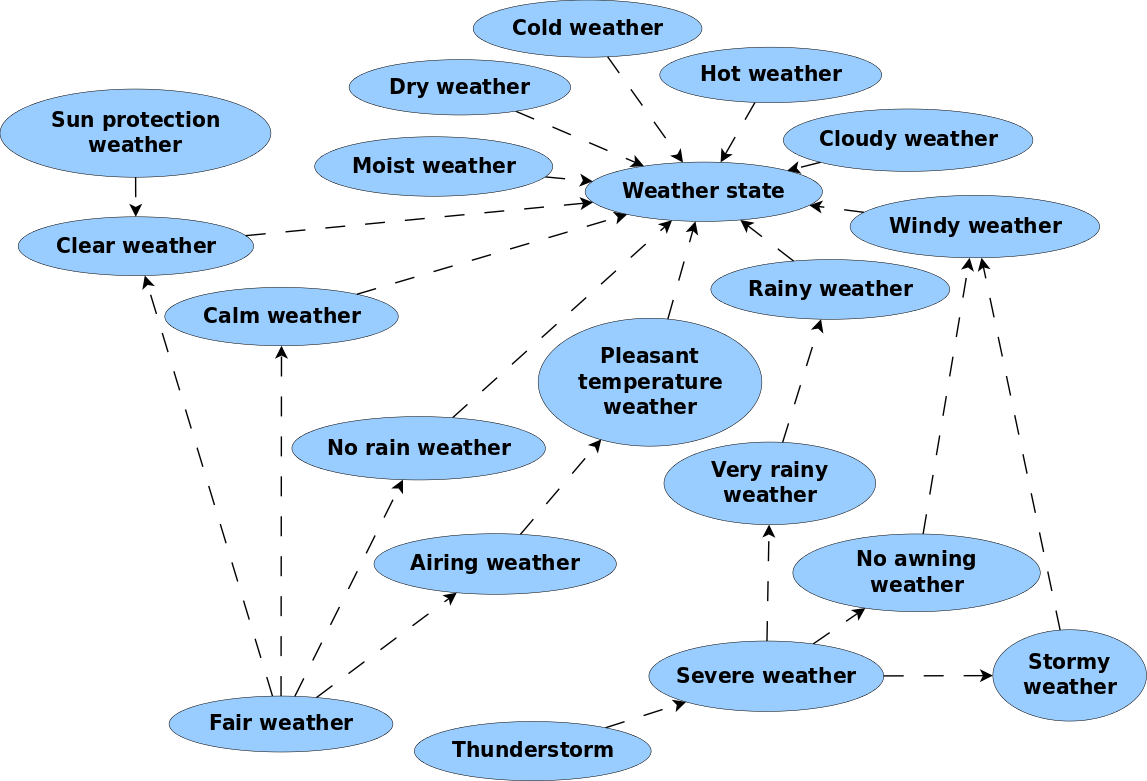 Cold weather
Hot weather
Dry weather
Sun protection
weather
Cloudy weather
Moist weather
Weather state
Windy weather
Clear weather
Rainy weather
Calm weather
Pleasant
temperature
weather
No rain weather
Very rainy
weather
Airing weather
No awning
weather
Severe weather
Stormy
weather
Fair weather
Thunderstorm